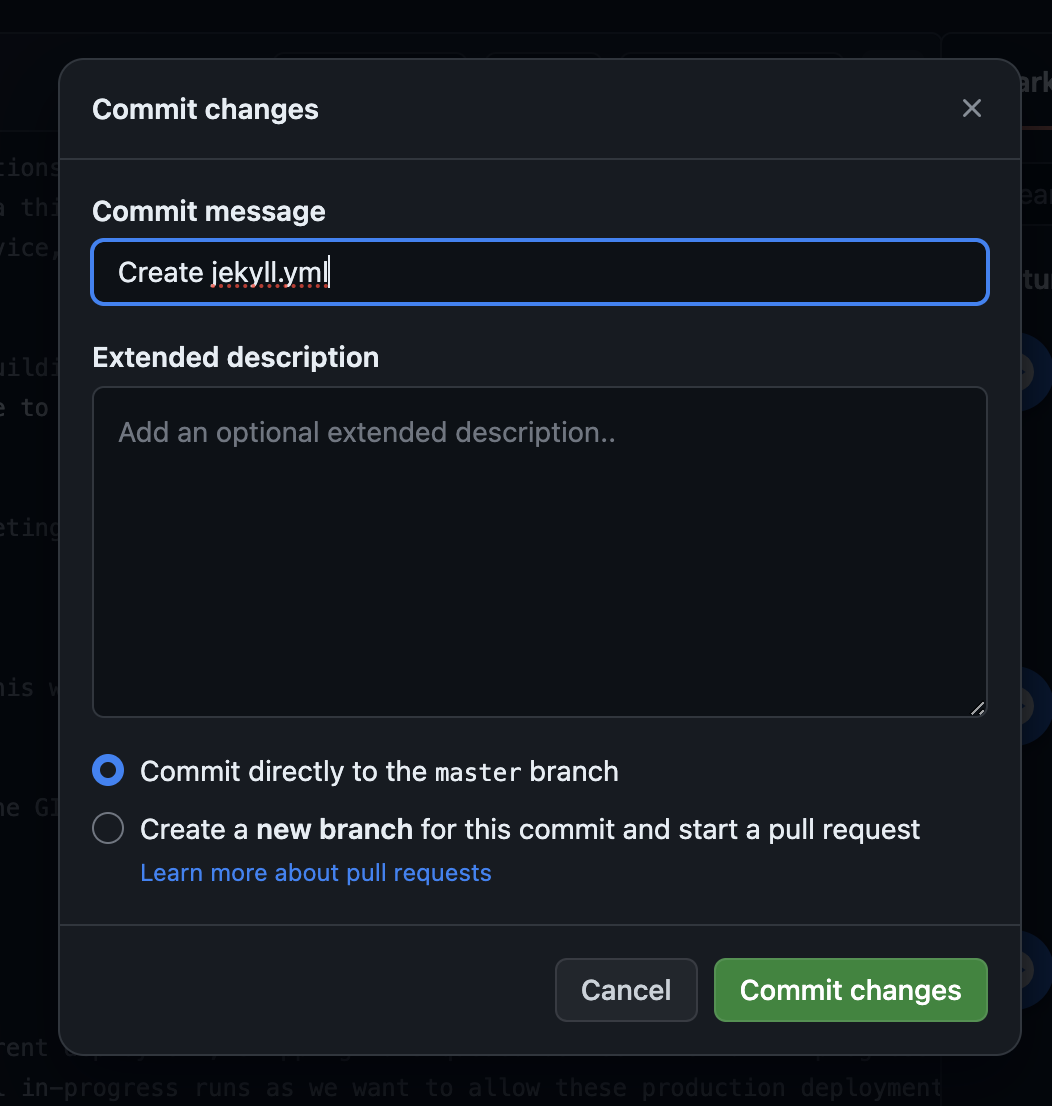 Commit changes
Commit message
Create jekyll.yml
Extended description
Add an optional extended description..
Commit directly to the master branch
Create a new branch for this commit and start a pull request
Learn more about pull requests
Cancel
Commit changes
in-progress runs as we want to allow these production deployment